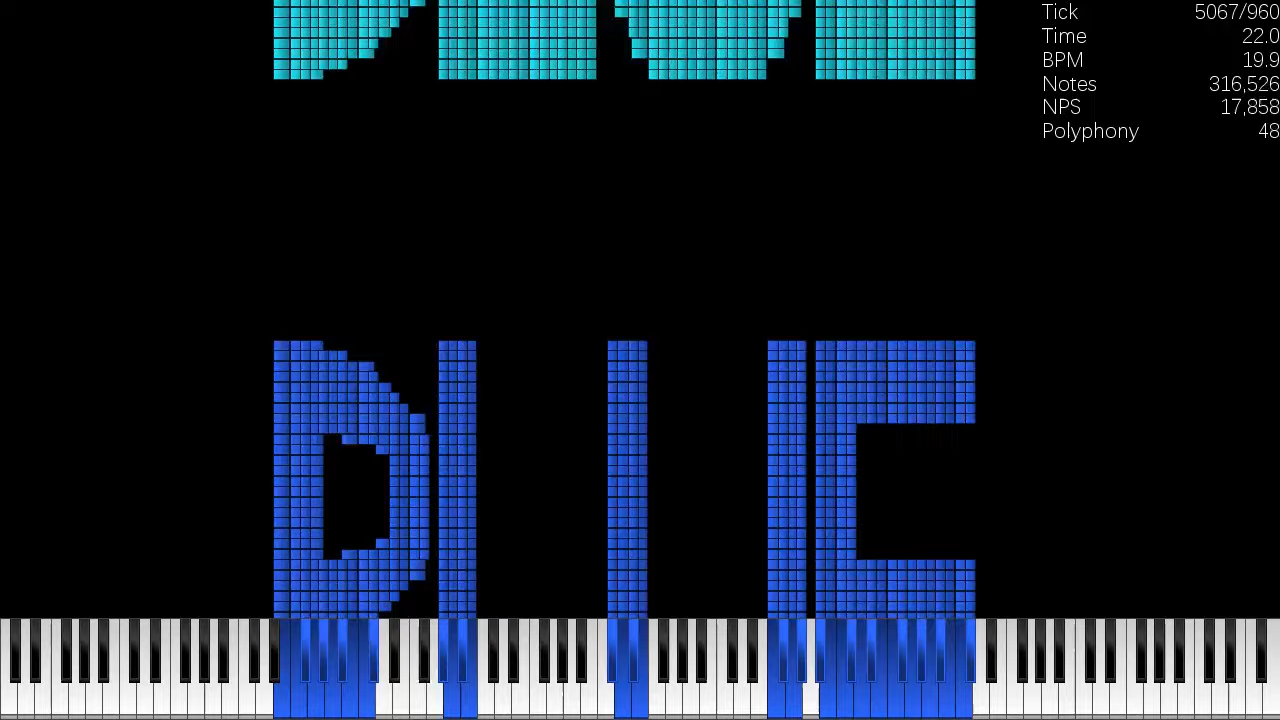 Tick 5067/960
Time 22.0
BPM 19.9
Notes 316,526
NPS 17,858
Polyphony 48